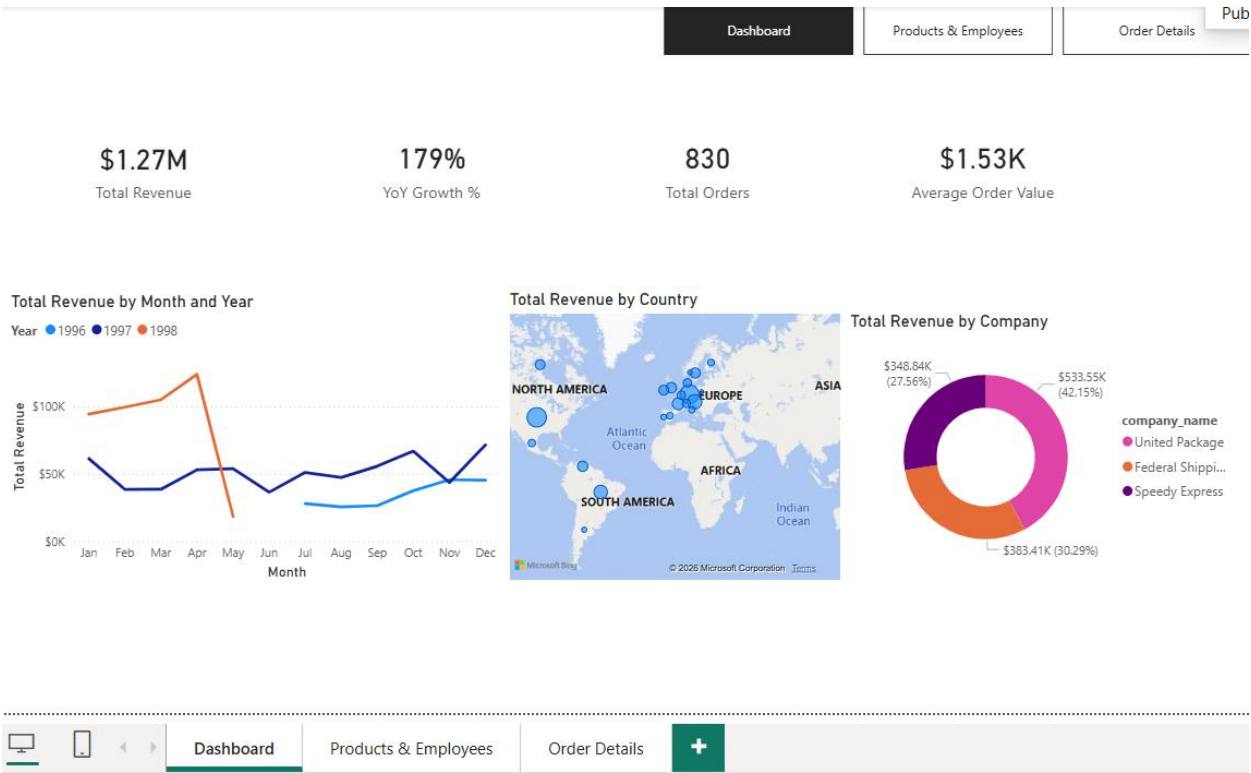 Pub
Dashboard
Products & Employees
Order Details
$1.27M
Total Revenue
179%
YoY Growth %
830
Total Orders
$1.53K
Average Order Value
Total Revenue by Month and Year
Year 1996 1997 1998
Total Revenue
$100K
$50K
$0K
Jan Feb Mar Apr May Jun Jul Aug Sep Oct Nov Dec
Month
Total Revenue by Country
NORTH AMERICA
EUROPE
ASIA
Atlantic
Ocean
AFRICA
SOUTH AMERICA
Indian
Ocean
Microsoft Bing
© 2026 Microsoft Corporation Terms
Total Revenue by Company
$348.84K
(27.56%)
$533.55K
(42.15%)
$383.41K (30.29%)
company_name
United Package
Federal Shippi...
Speedy Express
Dashboard
Products & Employees
Order Details
+